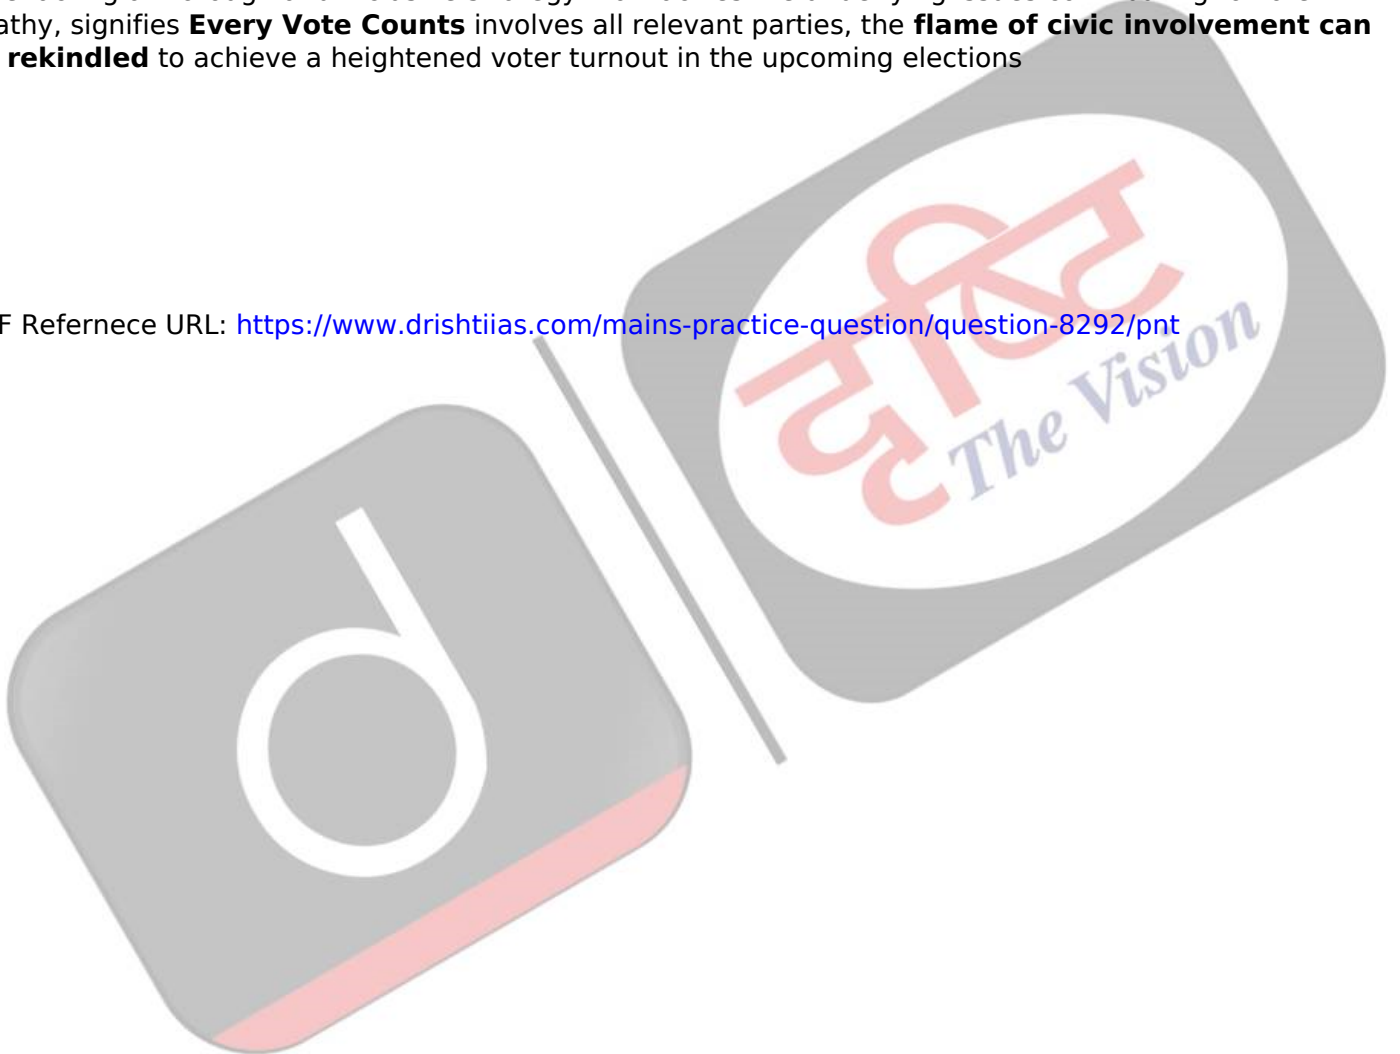 athy, signifies Every Vote Counts involves all relevant parties, the flame of civic involvement can
rekindled to achieve a heightened voter turnout in the upcoming elections
दृष्टि
The Vision
F Refernece URL: https://www.drishtiias.com/mains-practice-question/question-8292/pnt
d